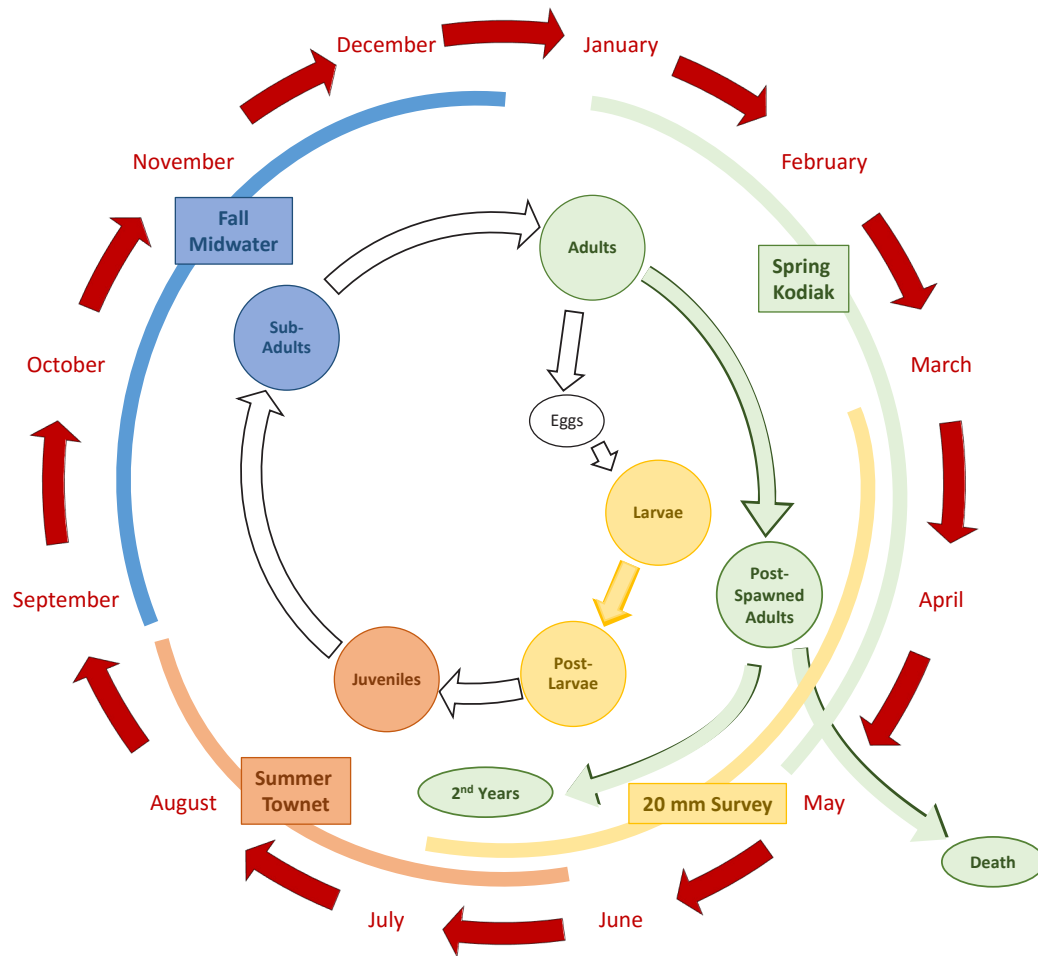 December
January
November
February
Fall
Midwater
Adults
Spring
Kodiak
Sub-
Adults
October
March
Eggs
Larvae
September
Post-
Spawned
Adults
April
Juveniles
Post-
Larvae
August
Summer
Townet
2nd Years
20 mm Survey
May
Death
July
June